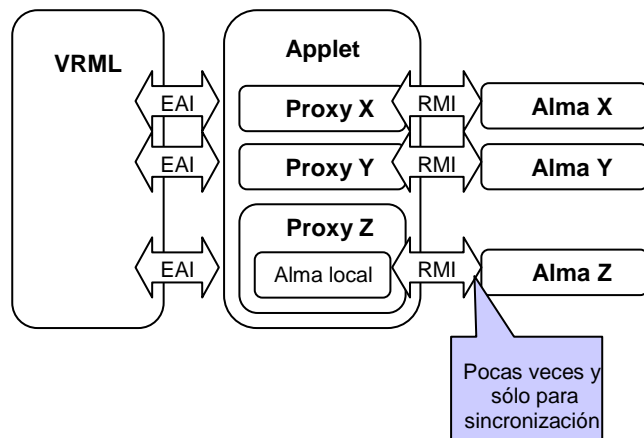 VRML
Applet
EAI
Proxy X
RMI
Alma X
EAI
Proxy Y
RMI
Alma Y
Proxy Z
EAI
Alma local
RMI
Alma Z
Pocas veces y
sólo para
sincronización